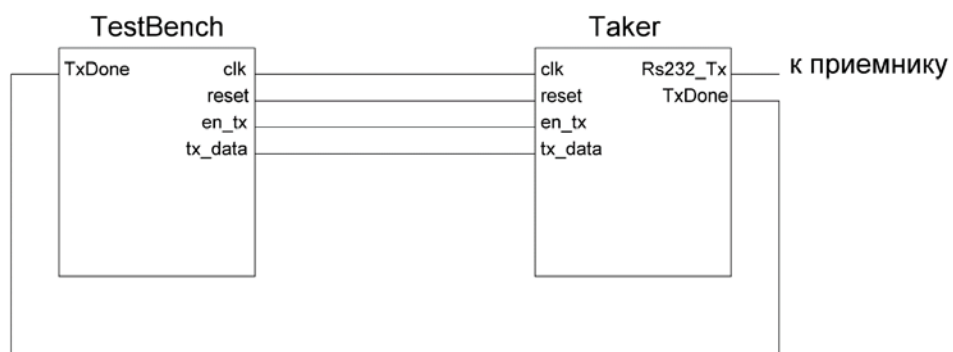 TestBench
TxDone
clk
reset
en_tx
tx_data
Taker
clk
reset
en_tx
tx_data
Rs232_Tx
TxDone
к приемнику